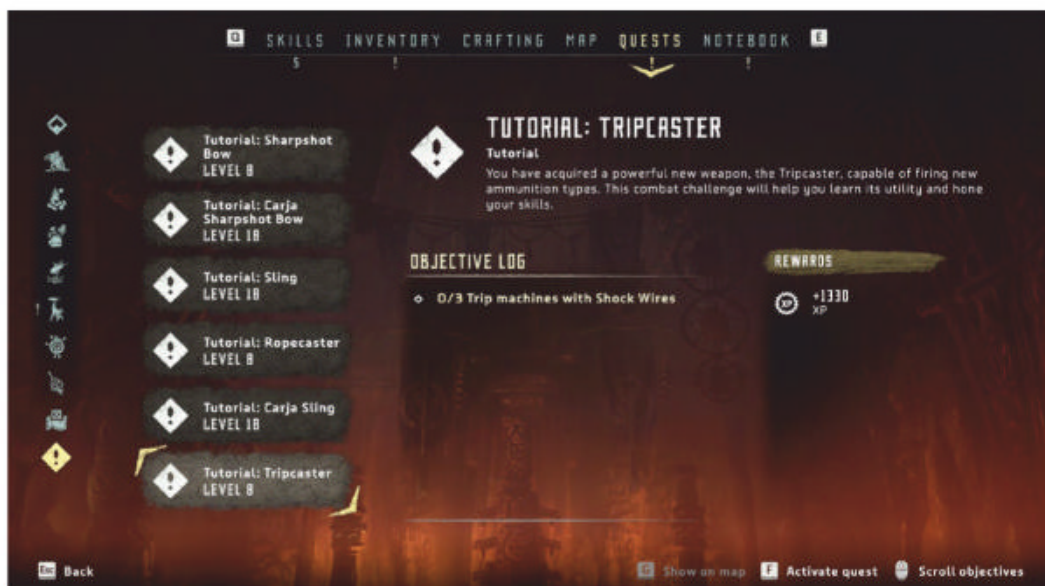 Q SKILLS INVENTORY CRAFTING MAP QUESTS NOTEBOOK E
5 ! ! !
Tutorial: Sharpshot
Bow
LEVEL 8
Tutorial: Carja
Sharpshot Bow
LEVEL 18
Tutorial: Sling
LEVEL 18
Tutorial: Ropecaster
LEVEL 8
Tutorial: Carja Sling
LEVEL 18
Tutorial: Tripcaster
LEVEL 8
TUTORIAL: TRIPCASTER
Tutorial
You have acquired a powerful new weapon, the Tripcaster, capable of firing new
ammunition types. This combat challenge will help you learn its utility and hone
your skills.
OBJECTIVE LOG
0/3 Trip machines with Shock Wires
REWARDS
XP +1330
XP
Esc Back
G Show on map F Activate quest Scroll objectives